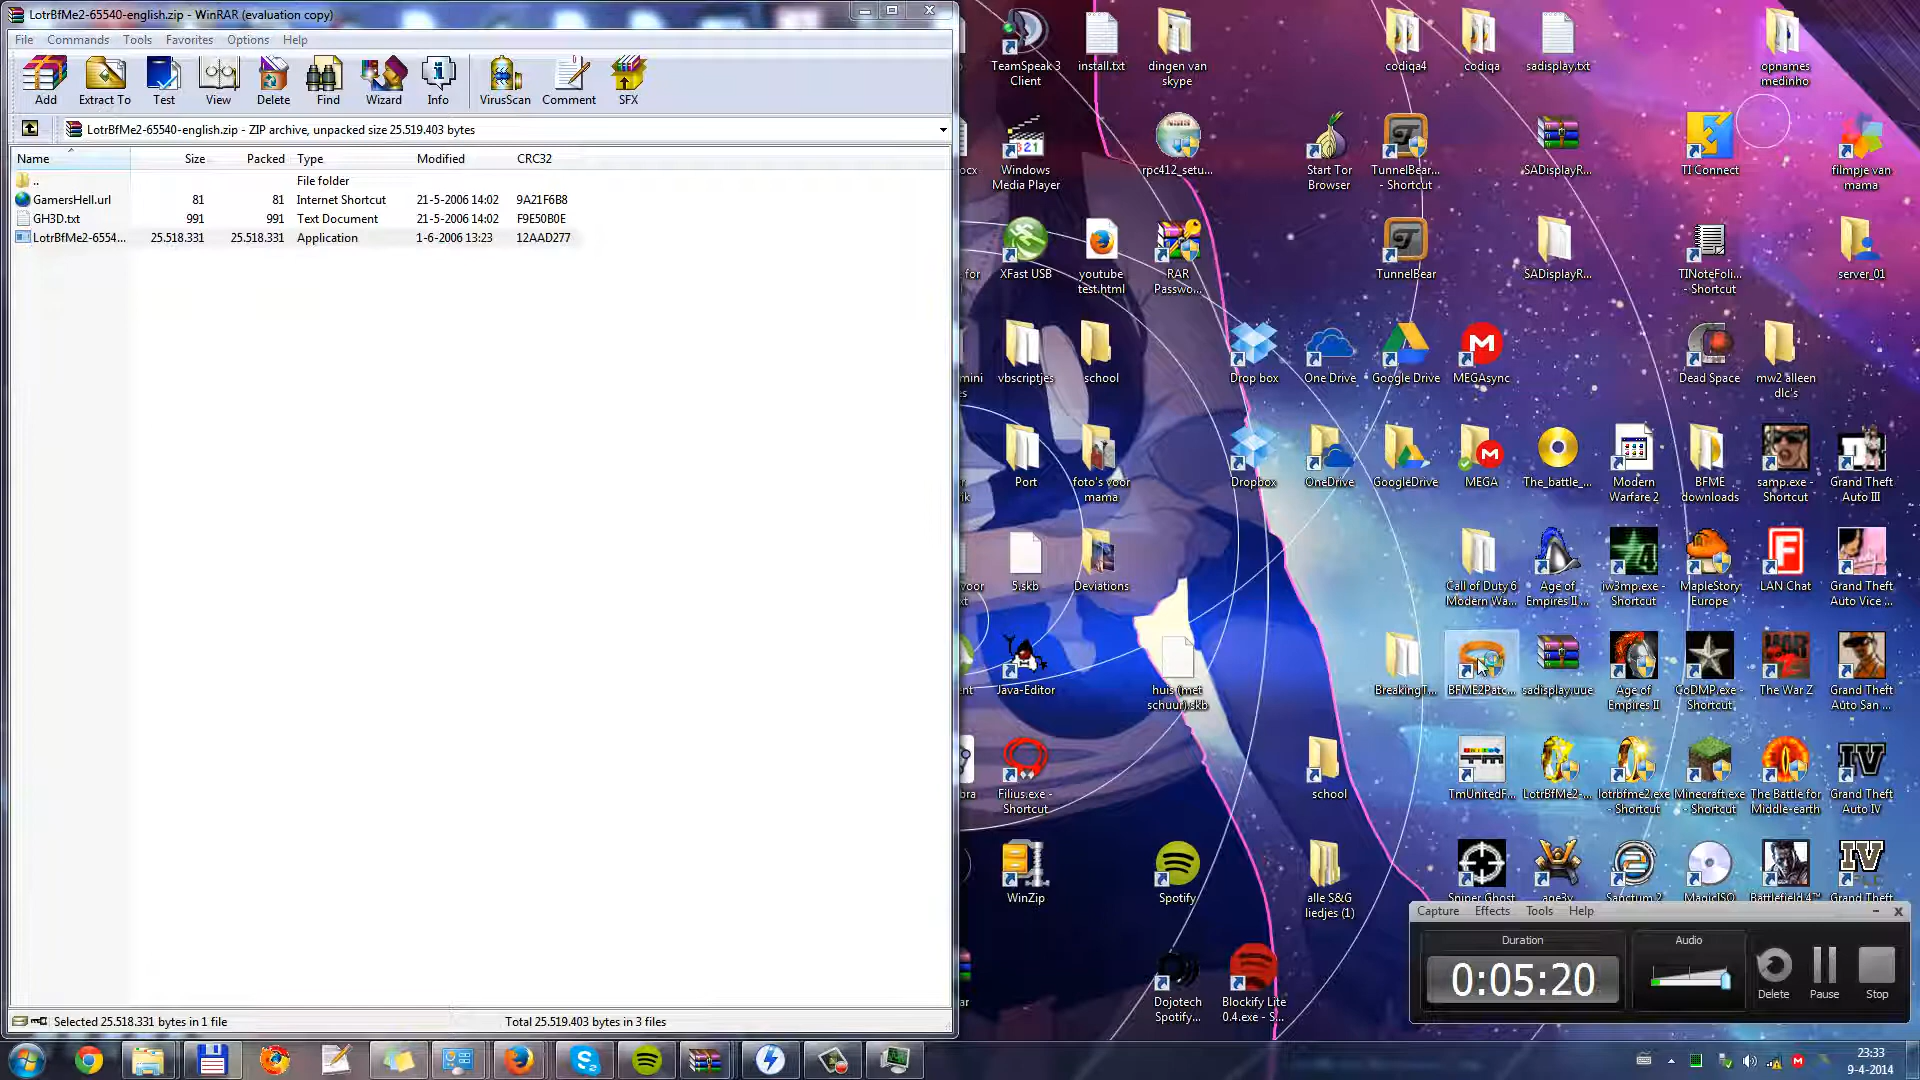 LotrBfMe2-65540-english.zip - WinRAR (evaluation copy)
File Commands Tools Favorites Options Help
Add Extract To Test View Delete Find Wizard Info VirusScan Comment SFX
LotrBfMe2-65540-english.zip - ZIP archive, unpacked size 25.519.403 bytes
Name Size Packed Type Modified CRC32
.. File folder
GamersHell.url 81 81 Internet Shortcut 21-5-2006 14:02 9A21F6B8
GH3D.txt 991 991 Text Document 21-5-2006 14:02 F9E50B0E
LotrBfMe2-6554... 25.518.331 25.518.331 Application 1-6-2006 13:23 12AAD277
Selected 25.518.331 bytes in 1 file
Total 25.519.403 bytes in 3 files
TeamSpeak 3 Client
install.txt
dingen van skype
codiqa4
codiqa
sadisplay.txt
opnames medinho
Windows Media Player
rpc412_setu...
Start Tor Browser
TunnelBear... - Shortcut
SADisplayR...
TI Connect
filmpje van mama
XFast USB
youtube test.html
RAR Passwo...
TunnelBear
SADisplayR...
TINoteFoli... - Shortcut
server_01
vbscriptjes
school
Drop box
One Drive
Google Drive
MEGAsync
Dead Space
mw2 alleen dlc's
Port
foto's voor mama
Dropbox
OneDrive
GoogleDrive
MEGA
The_battle_...
Modern Warfare 2
BFME downloads
samp.exe - Shortcut
Grand Theft Auto III
5.skb
Deviations
Call of Duty 6 Modern Wa...
Age of Empires II ...
iw3mp.exe - Shortcut
MapleStory Europe
LAN Chat
Grand Theft Auto Vice ...
Java-Editor
huis (met schuur).skb
BreakingT...
BFME2Patc...
sadisplay.uue
Age of Empires II
CoDMP.exe - Shortcut
The War Z
Grand Theft Auto San ...
Filius.exe - Shortcut
school
TmUnitedF...
LotrBfMe2-...
lotrbfme2.exe - Shortcut
Minecraft.exe - Shortcut
The Battle for Middle-earth
Grand Theft Auto IV
WinZip
Spotify
alle S&G liedjes (1)
Sniper Ghost
age3y
Sanctum 2
MagicISO
Battlefield 4™
Grand Theft
Dojotech Spotify...
Blockify Lite 0.4.exe - S...
Capture Effects Tools Help
Duration
0:05:20
Audio
Delete Pause Stop
23:33
9-4-2014